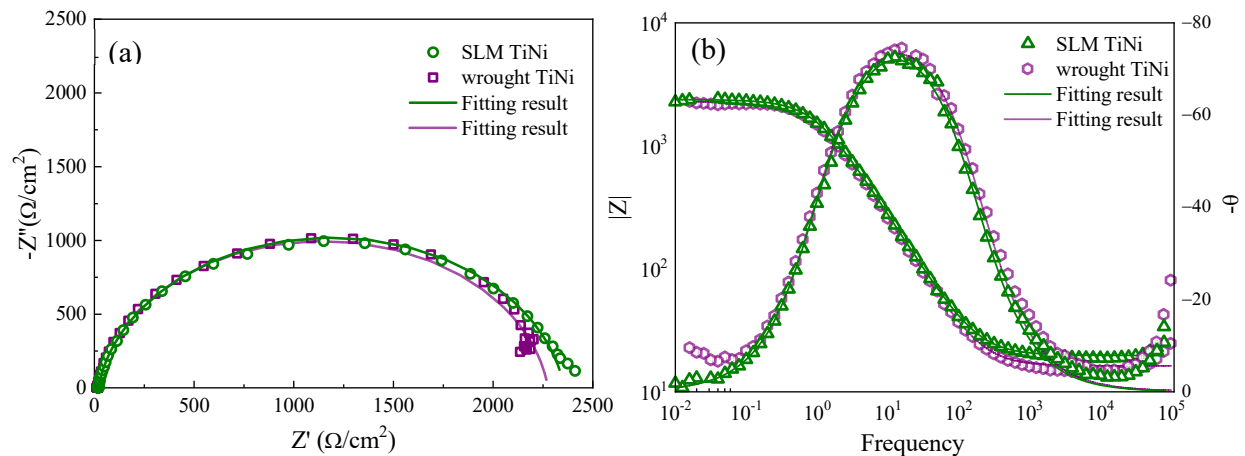 (a)
SLM TiNi
wrought TiNi
Fitting result
Fitting result
2500
2000
1500
1000
500
0
-Z''(Ω/cm²)
0 500 1000 1500 2000 2500
Z' (Ω/cm²)
(b)
SLM TiNi
wrought TiNi
Fitting result
Fitting result
10⁴
10³
10²
10¹
|Z|
−80
−60
−40
−20
0
-θ
10⁻² 10⁻¹ 10⁰ 10¹ 10² 10³ 10⁴ 10⁵
Frequency